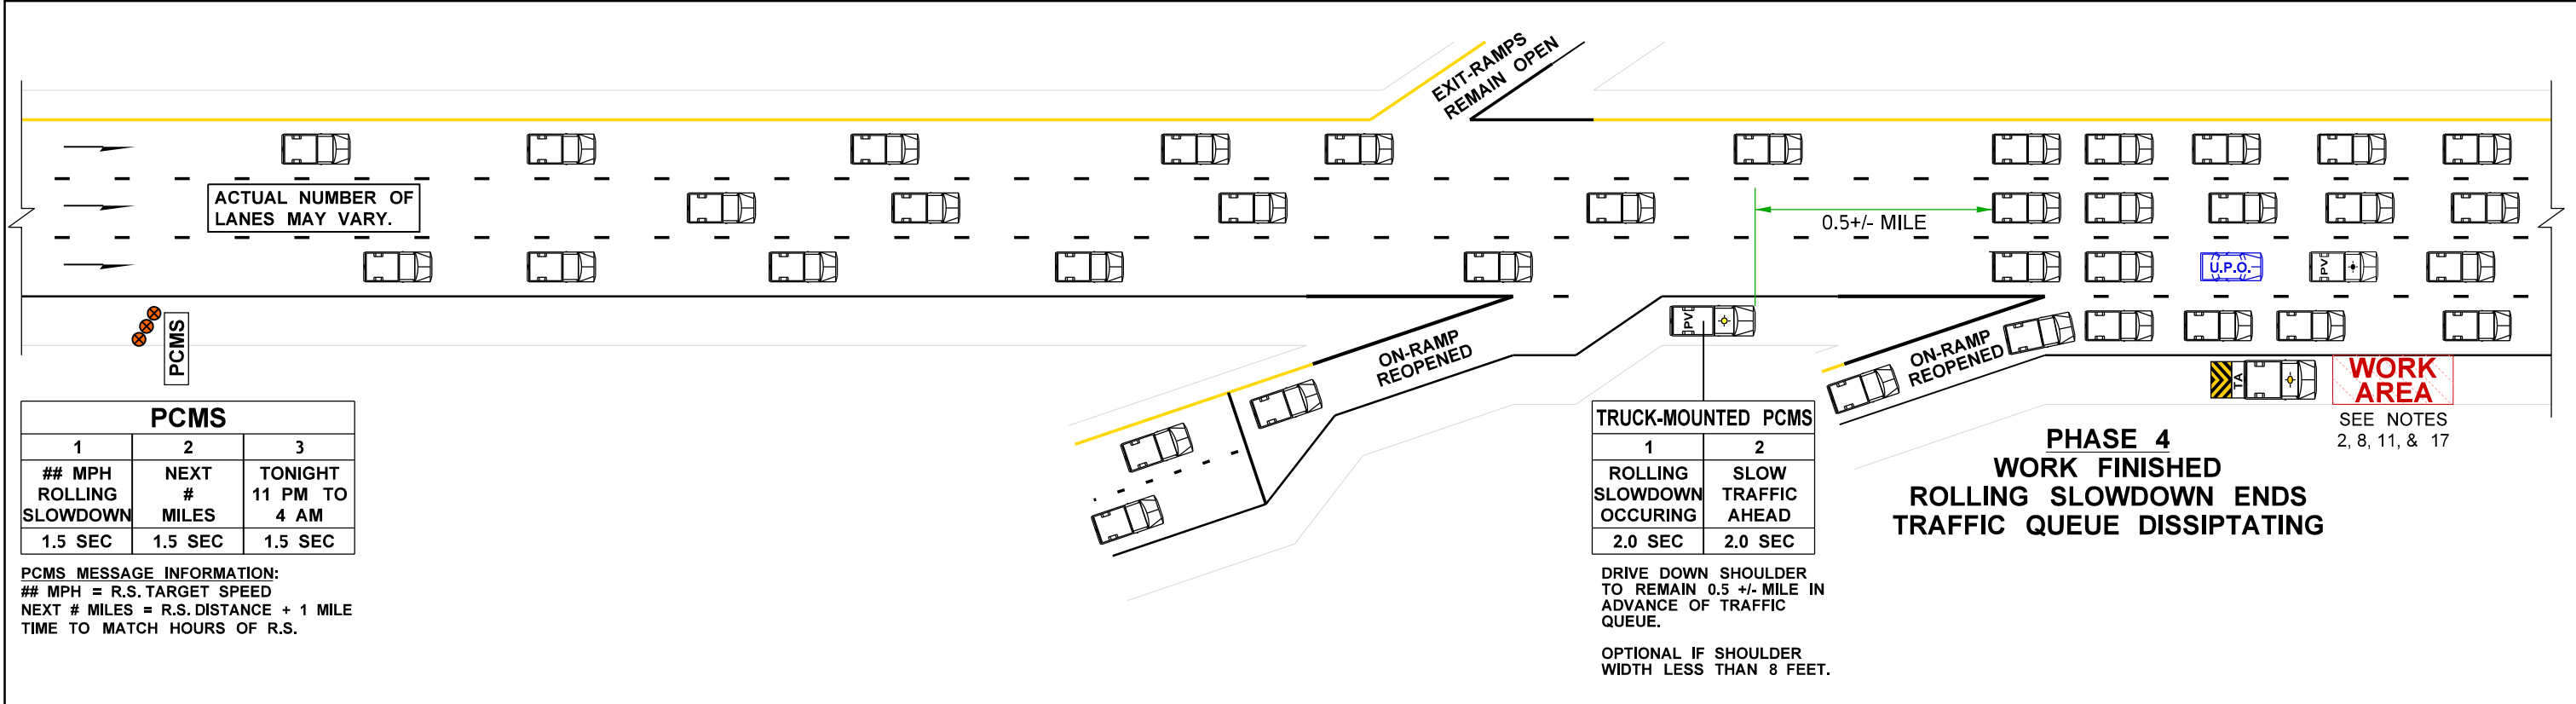 EXIT-RAMPS
REMAIN OPEN
ACTUAL NUMBER OF
LANES MAY VARY.
0.5+/- MILE
U.P.O.
PV
PCMS
PV
ON-RAMP
REOPENED
ON-RAMP
REOPENED
TA
WORK
AREA
SEE NOTES
2, 8, 11, & 17
PCMS
1 2 3
## MPH NEXT TONIGHT
ROLLING # 11 PM TO
SLOWDOWN MILES 4 AM
1.5 SEC 1.5 SEC 1.5 SEC
PCMS MESSAGE INFORMATION:
## MPH = R.S. TARGET SPEED
NEXT # MILES = R.S. DISTANCE + 1 MILE
TIME TO MATCH HOURS OF R.S.
TRUCK-MOUNTED PCMS
1 2
ROLLING SLOW
SLOWDOWN TRAFFIC
OCCURING AHEAD
2.0 SEC 2.0 SEC
DRIVE DOWN SHOULDER
TO REMAIN 0.5 +/- MILE IN
ADVANCE OF TRAFFIC
QUEUE.
OPTIONAL IF SHOULDER
WIDTH LESS THAN 8 FEET.
PHASE 4
WORK FINISHED
ROLLING SLOWDOWN ENDS
TRAFFIC QUEUE DISSIPTATING